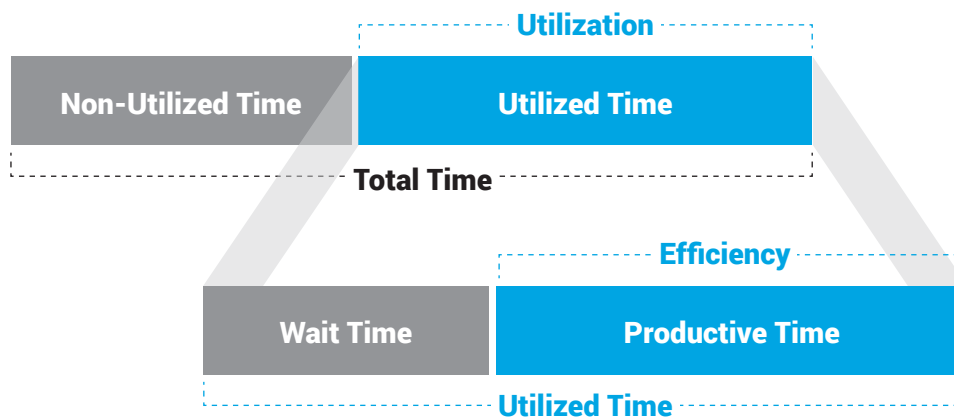 Utilization
Non-Utilized Time
Utilized Time
Total Time
Efficiency
Wait Time
Productive Time
Utilized Time